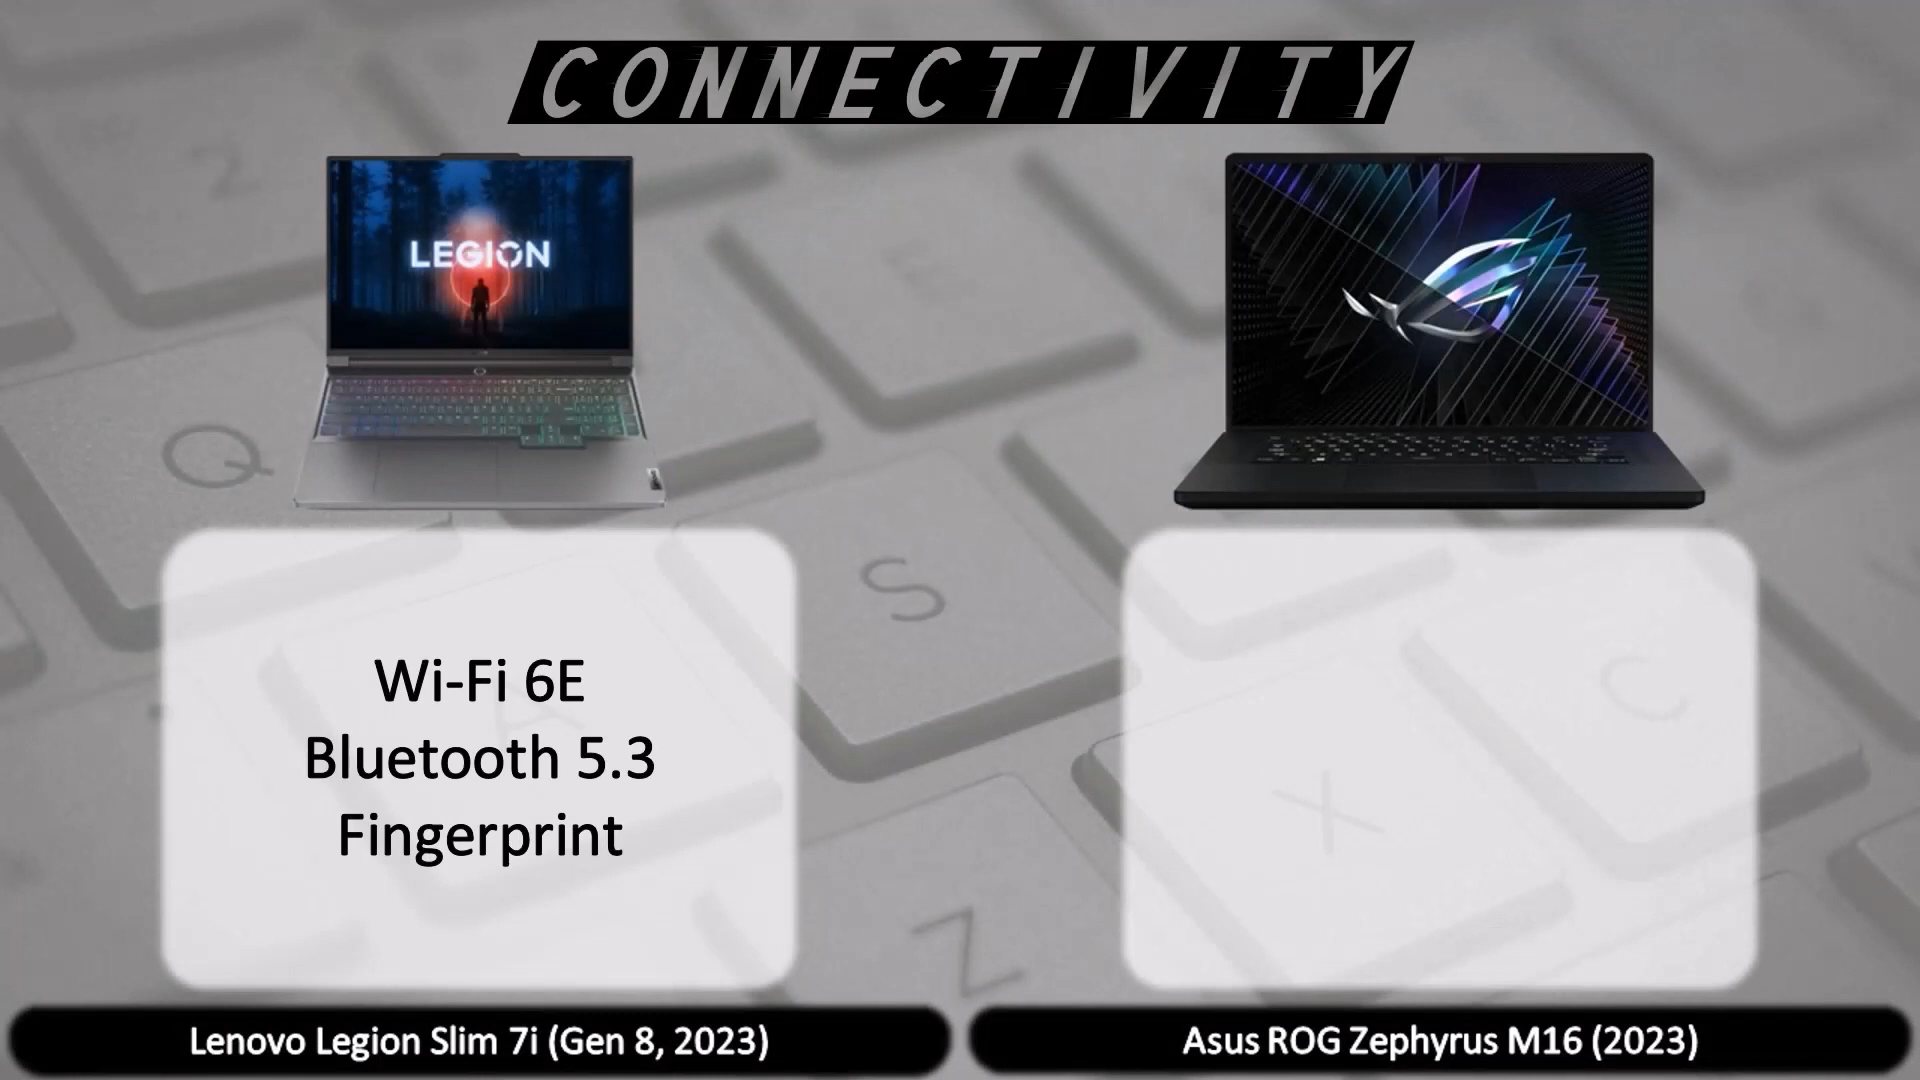 CONNECTIVITY
LEGION
Q
S
A
X
C
Z
2
E
Wi-Fi 6E
Bluetooth 5.3
Fingerprint
Lenovo Legion Slim 7i (Gen 8, 2023)
Asus ROG Zephyrus M16 (2023)